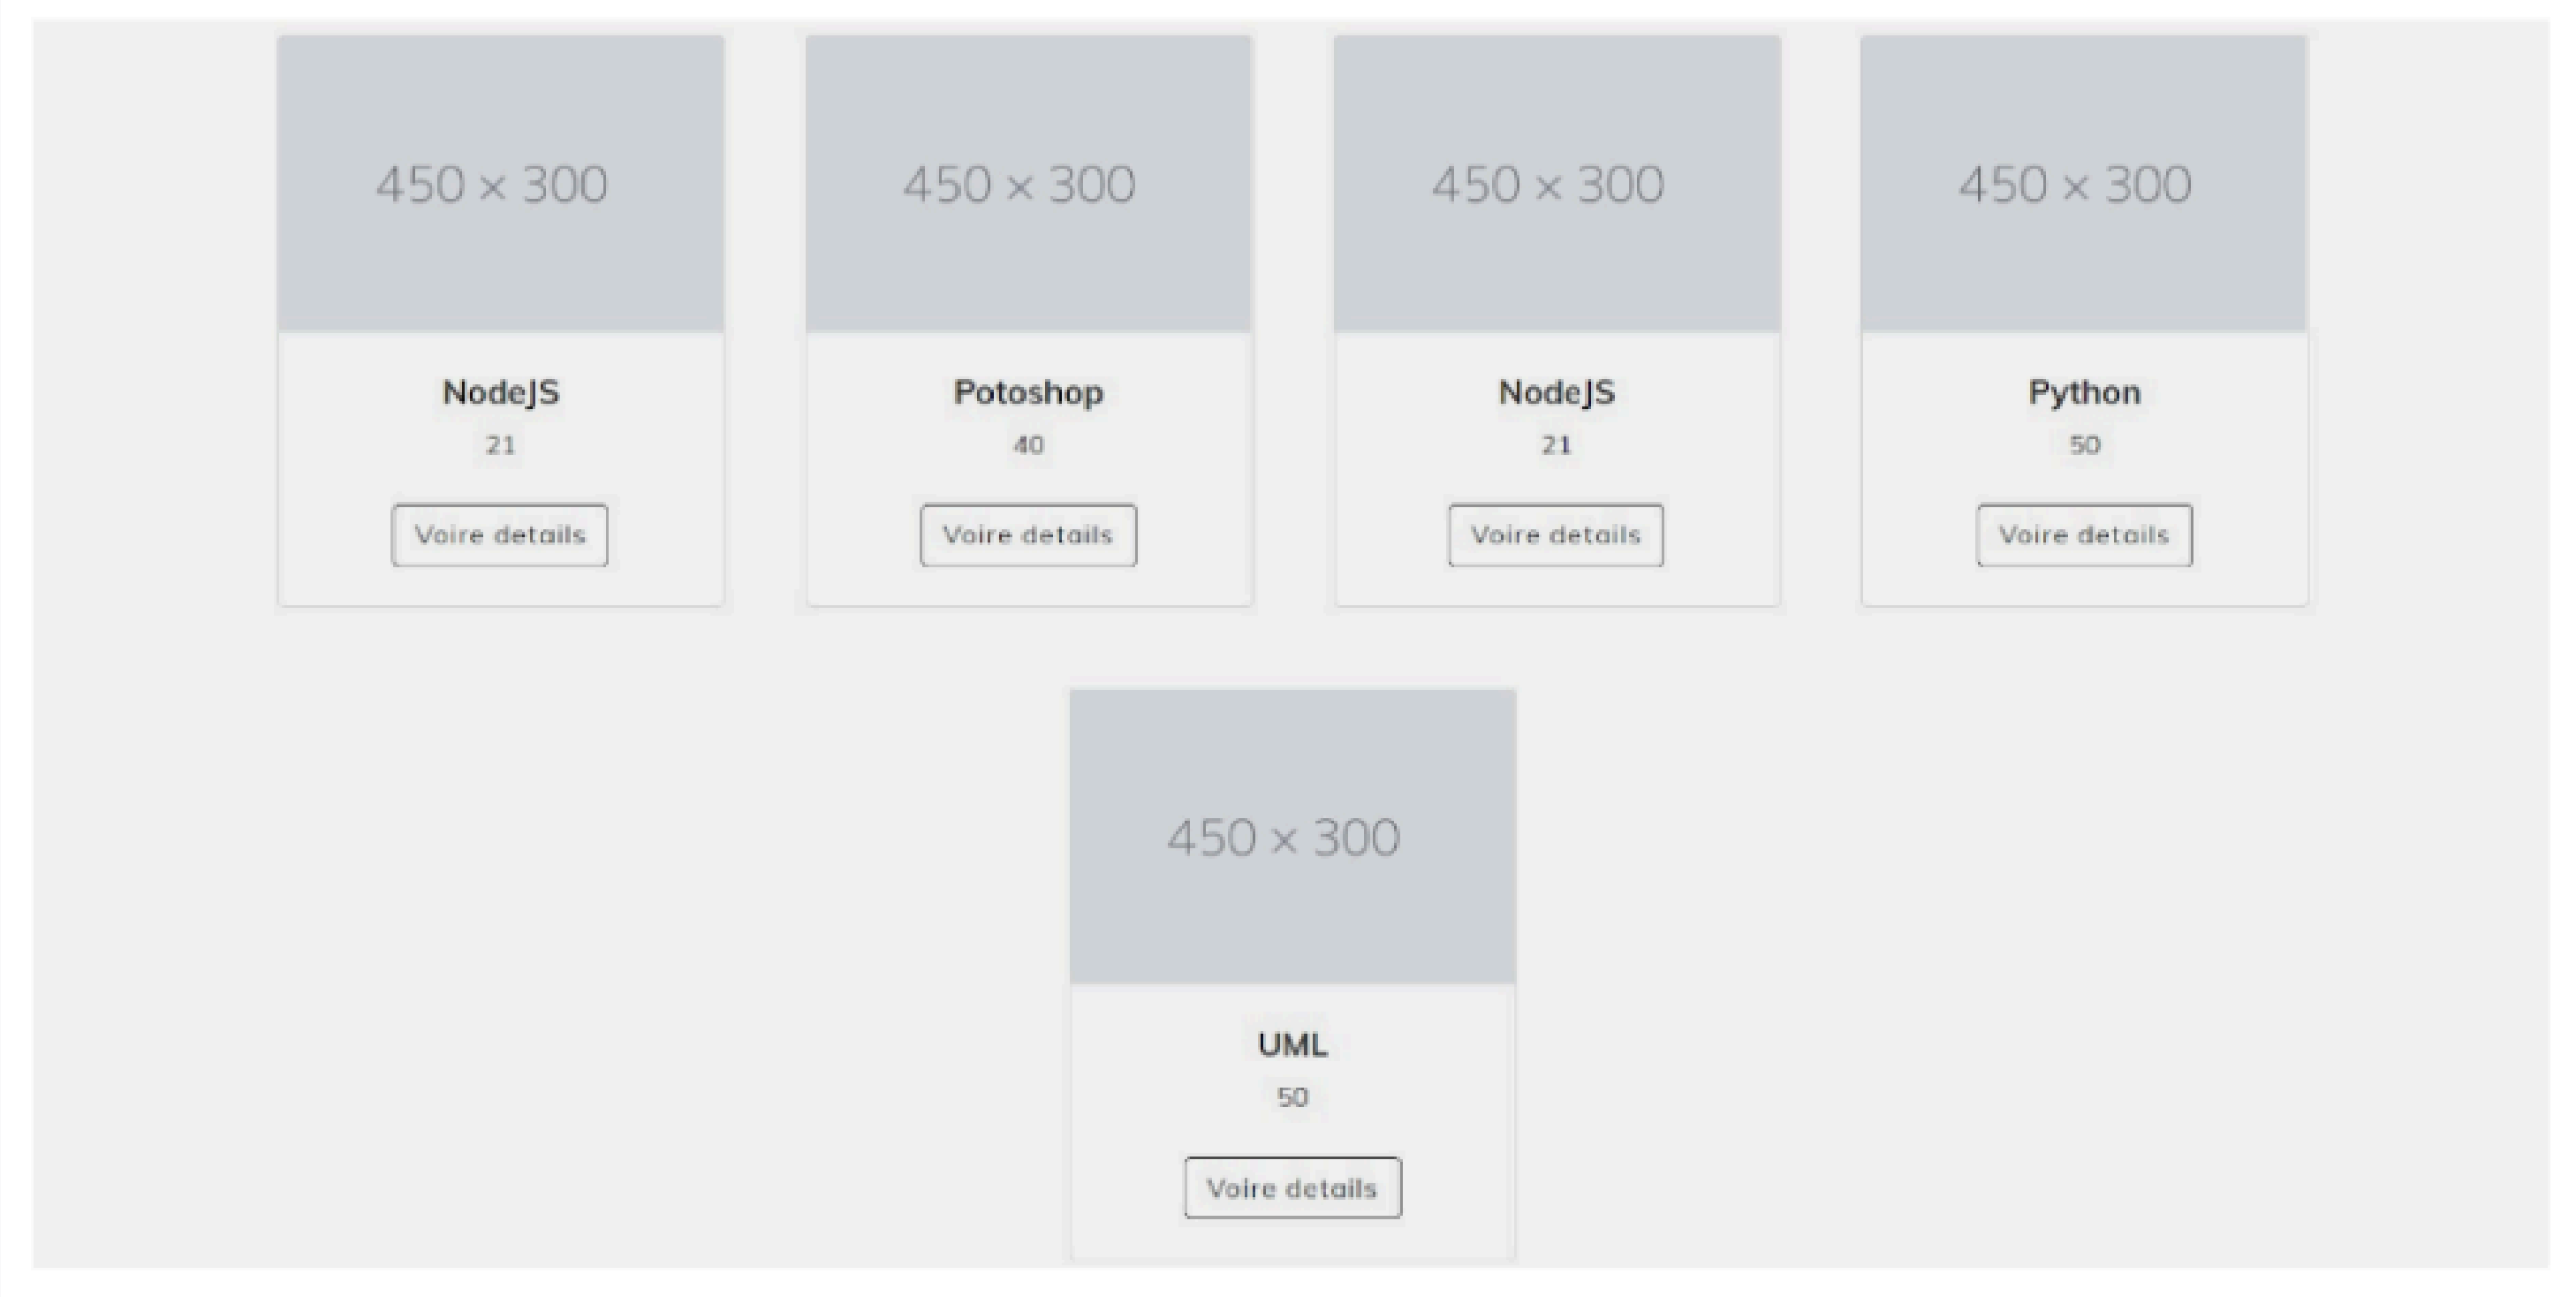 450 × 300
450 × 300
450 × 300
450 × 300
NodeJS
Potoshop
NodeJS
Python
21
40
21
50
Voire details
Voire details
Voire details
Voire details
450 × 300
UML
50
Voire details